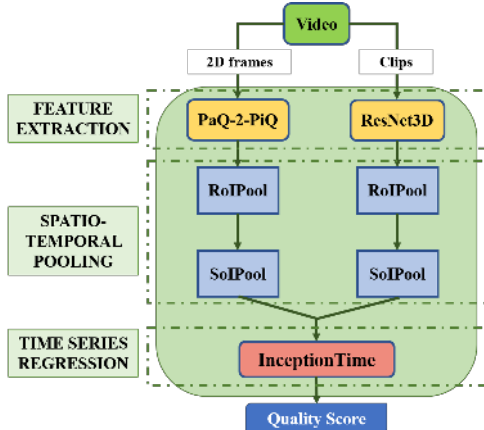 Video
2D frames
Clips
FEATURE
EXTRACTION
PaQ-2-PiQ
ResNet3D
SPATIO-
TEMPORAL
POOLING
RoIPool
RoIPool
SoIPool
SoIPool
TIME SERIES
REGRESSION
InceptionTime
Quality Score